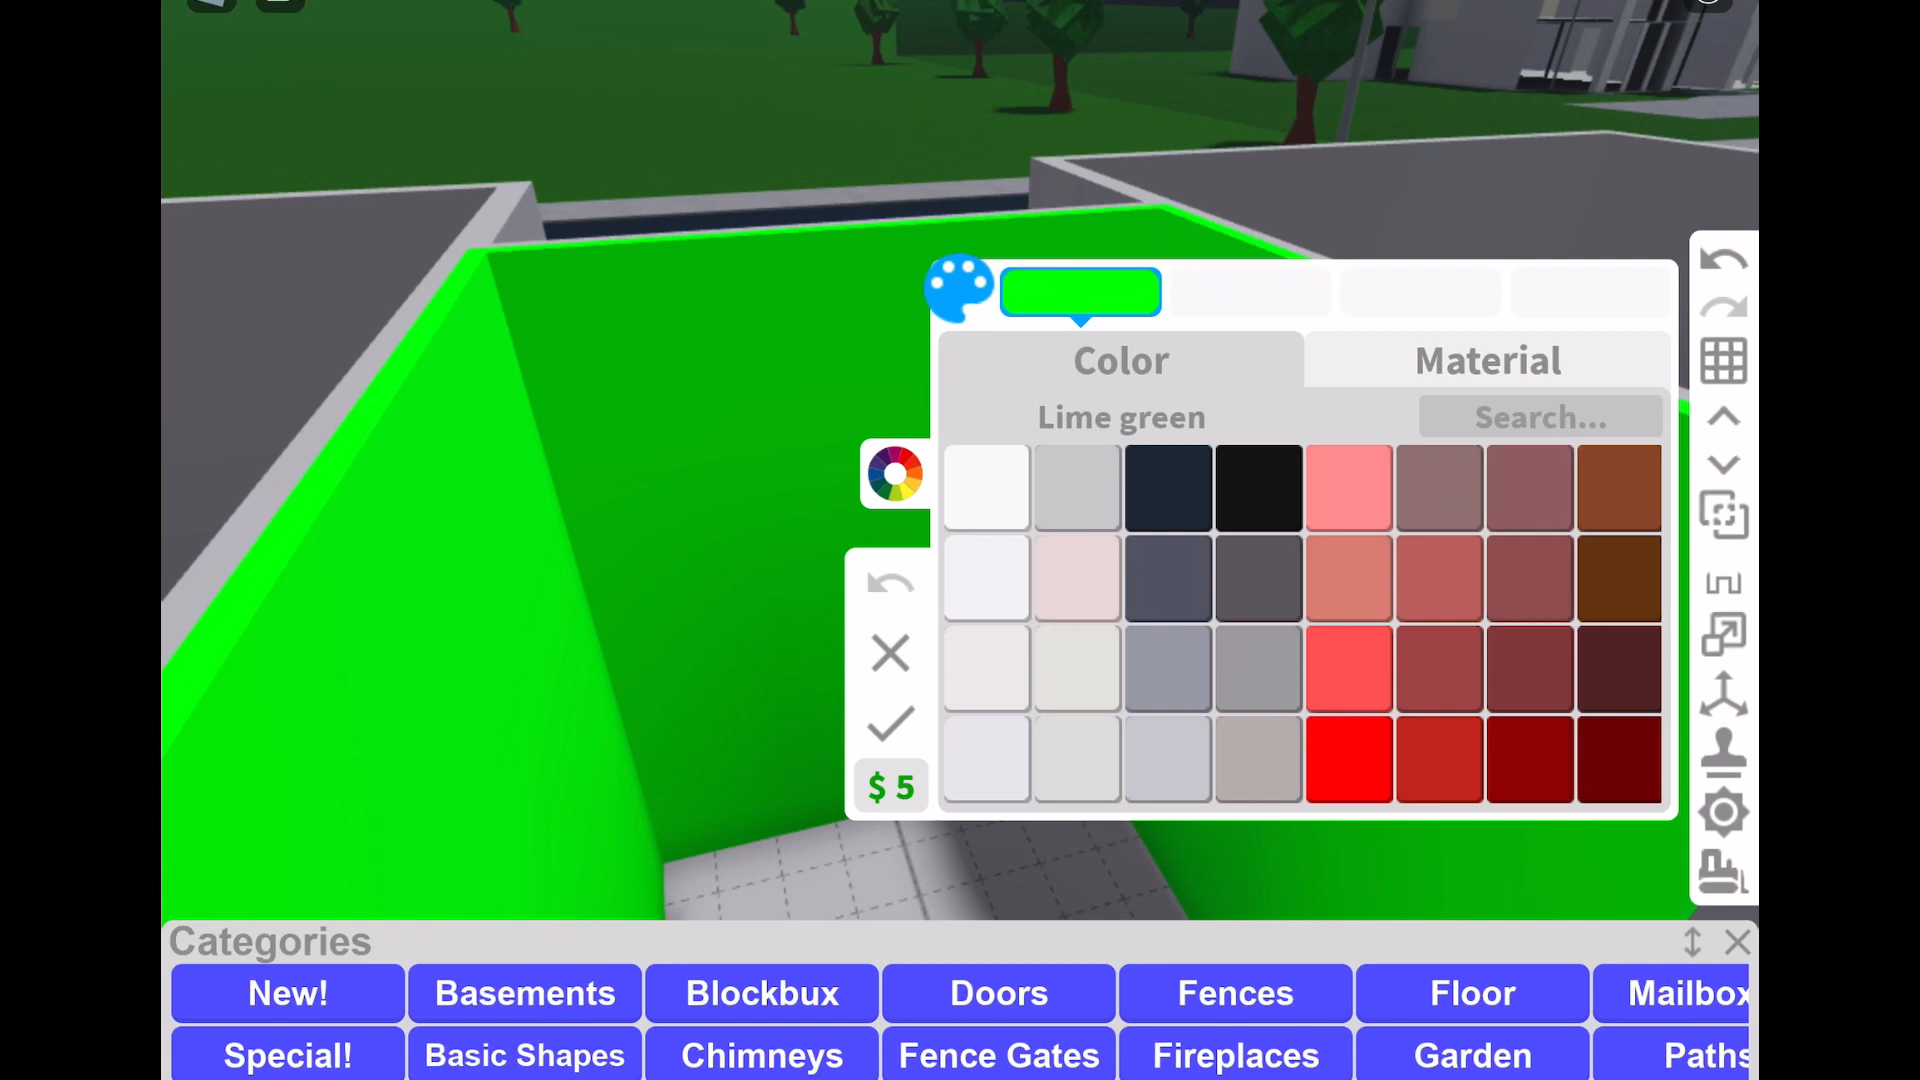 Color
Material
Lime green
Search...
$ 5
Categories
New!
Basements
Blockbux
Doors
Fences
Floor
Mailbox
Special!
Basic Shapes
Chimneys
Fence Gates
Fireplaces
Garden
Paths